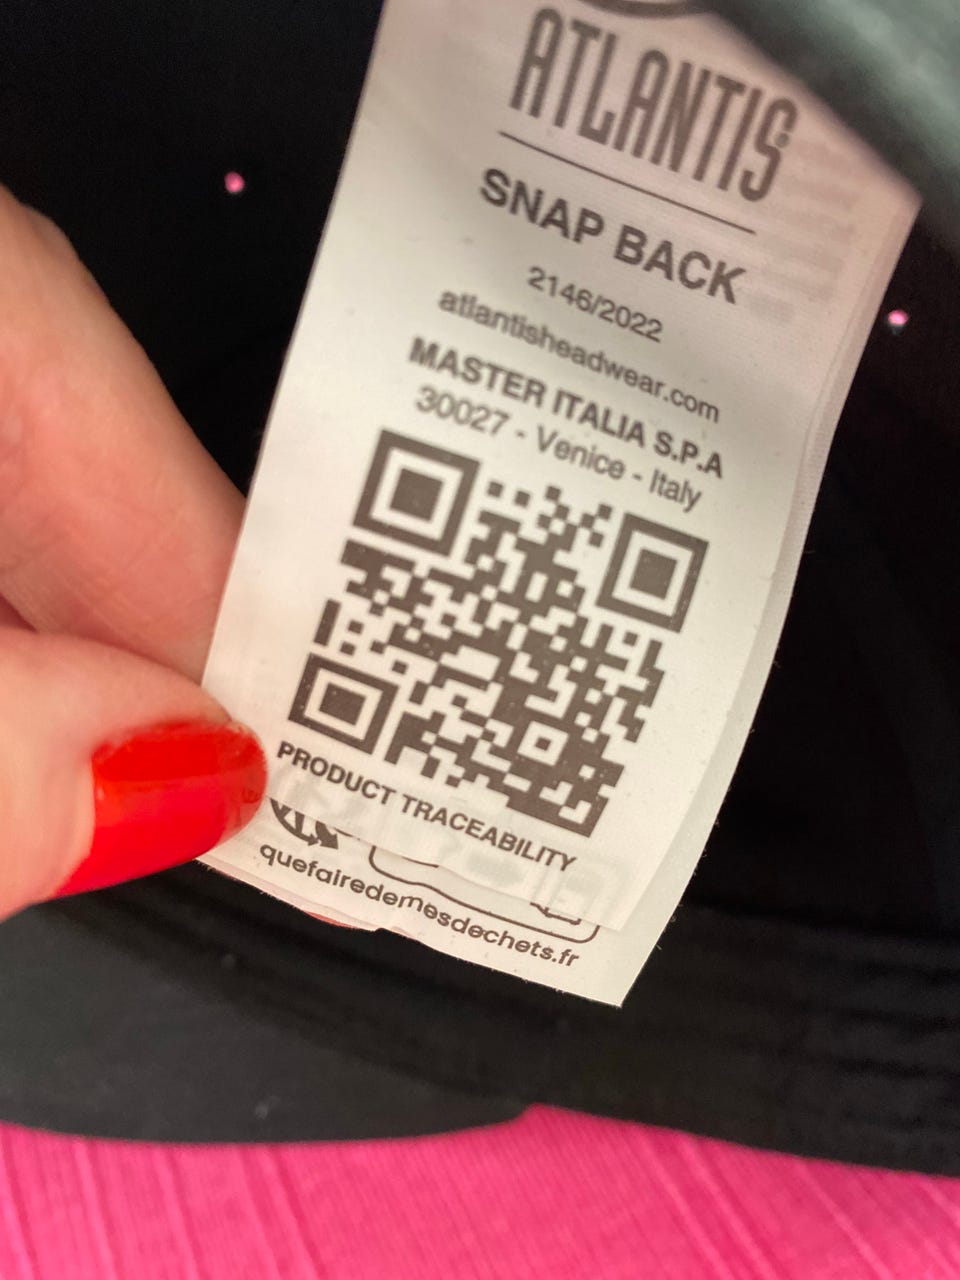 ATLANTIS
SNAP BACK
2146/2022
atlantisheadwear.com
MASTER ITALIA S.P.A
30027 - Venice - Italy
PRODUCT TRACEABILITY
quefairedemesdechets.fr